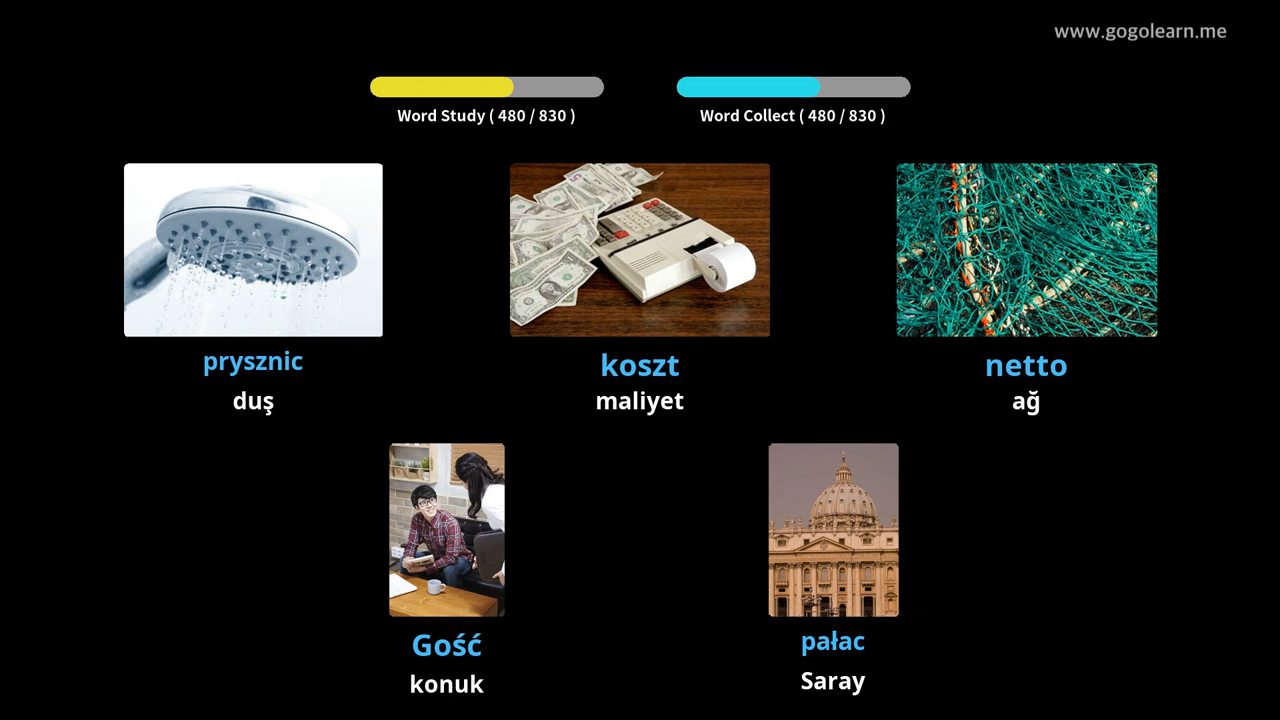 www.gogolearn.me
Word Study ( 480 / 830 )
Word Collect ( 480 / 830 )
prysznic
duş
koszt
maliyet
netto
ağ
Gość
konuk
pałac
Saray